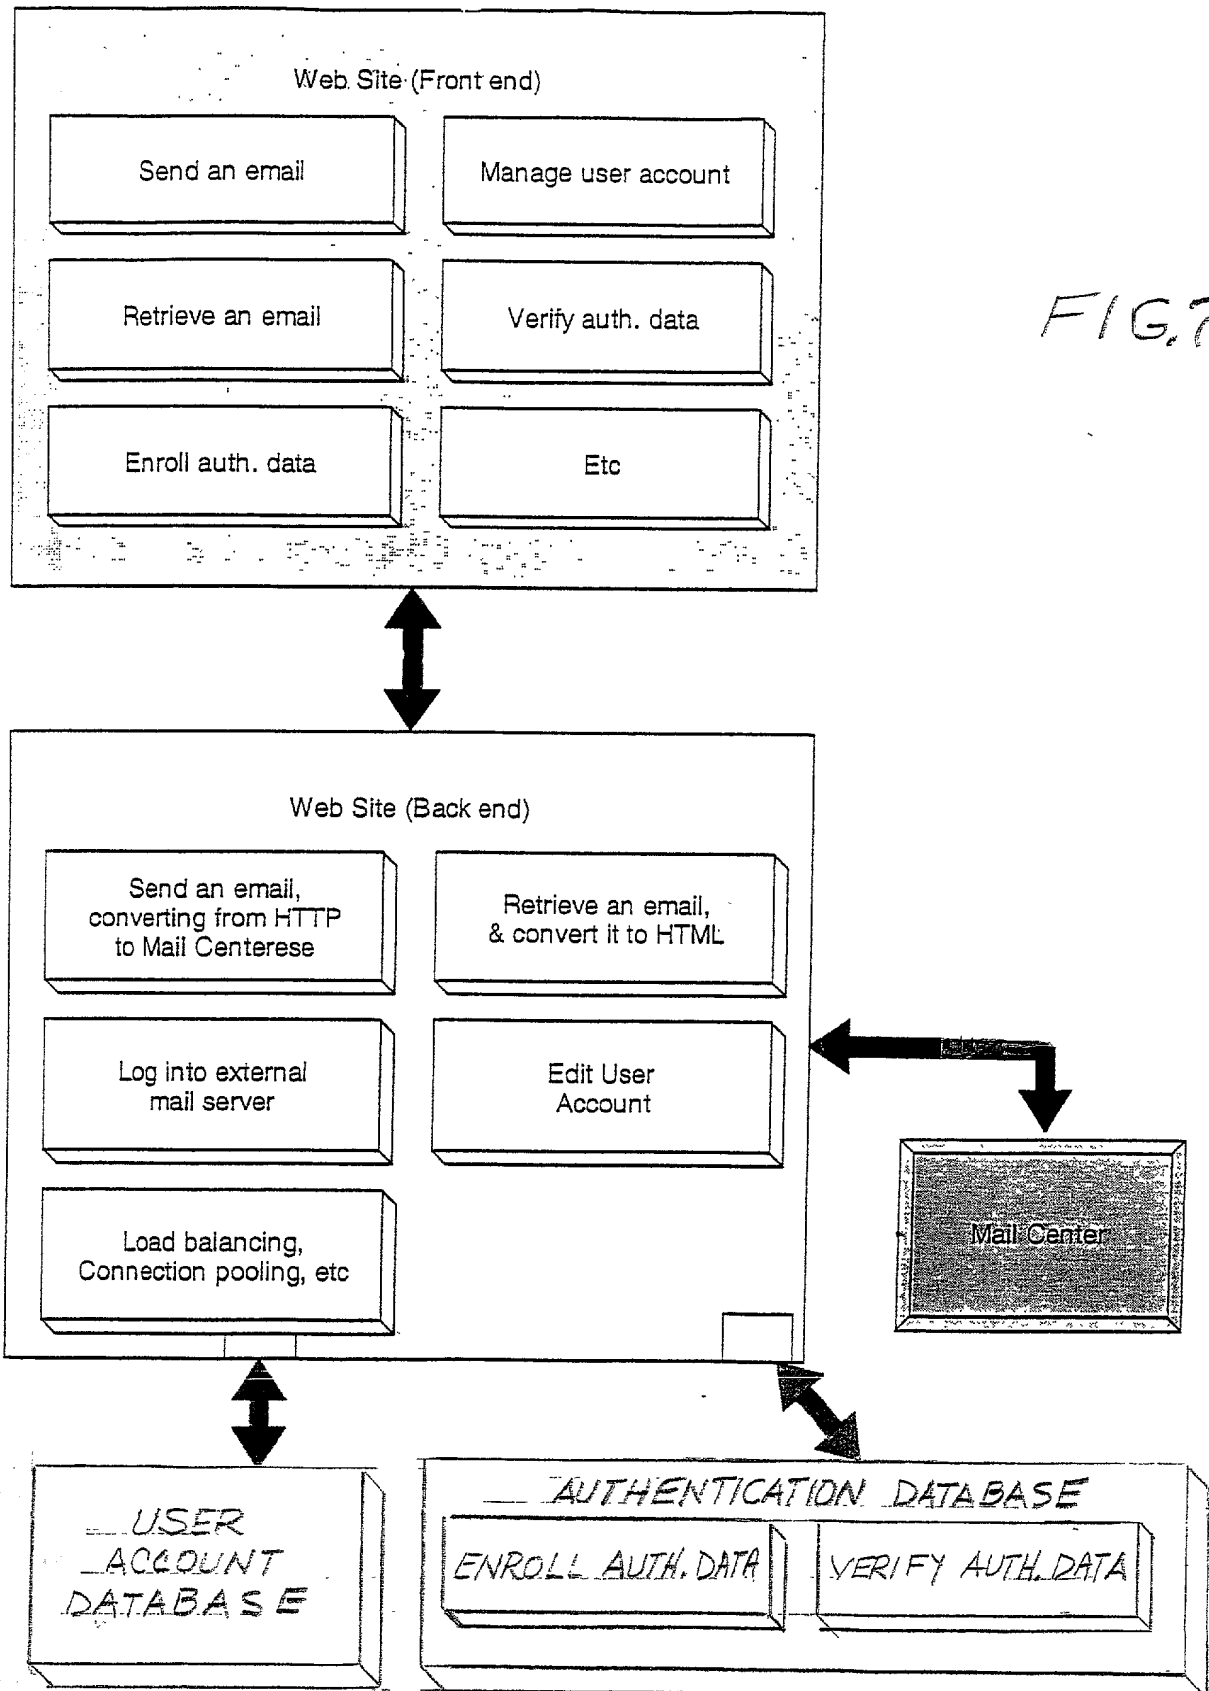 Web Site (Front end)
Send an email
Manage user account
Retrieve an email
Verify auth. data
FIG.7
Enroll auth. data
Etc
Web Site (Back end)
Send an email,
converting from HTTP
to Mail Centerese
Retrieve an email,
& convert it to HTML
Log into external
mail server
Edit User
Account
Load balancing,
Connection pooling, etc
Mail Center
USER
ACCOUNT
DATABASE
AUTHENTICATION DATABASE
ENROLL AUTH. DATA
VERIFY AUTH. DATA